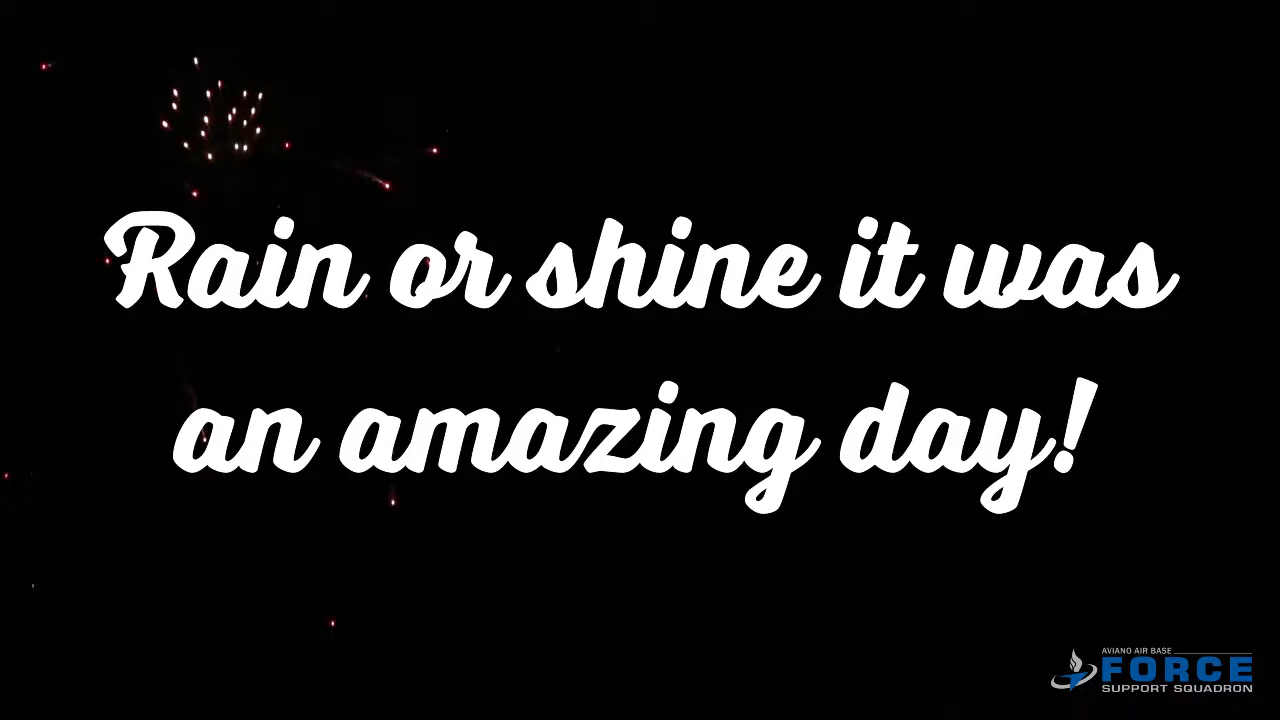 Rain or shine it was
an amazing day!
AVIANO AIR BASE
FORCE
SUPPORT SQUADRON